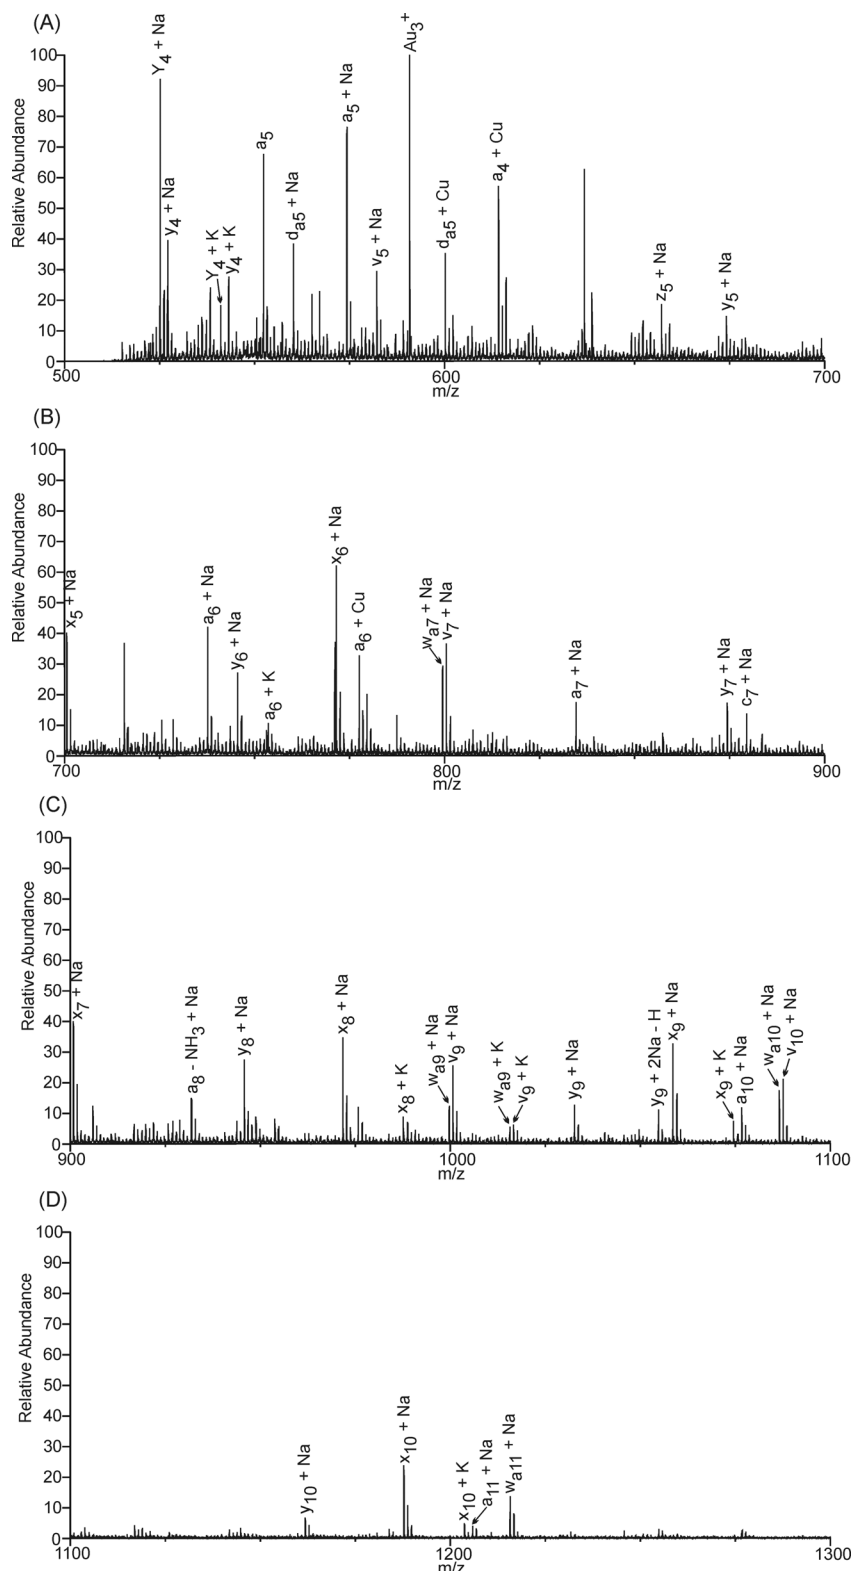 (A)
Y4 + Na
y4 + Na
Y4 + K
y4 + K
a5
da5 + Na
a5 + Na
v5 + Na
Au3+
da5 + Cu
a4 + Cu
z5 + Na
y5 + Na
Relative Abundance
100
90
80
70
60
50
40
30
20
10
0
500
600
700
m/z
(B)
x5 + Na
a6 + Na
y6 + Na
a6 + K
x6 + Na
a6 + Cu
wa7 + Na
v7 + Na
a7 + Na
y7 + Na
c7 + Na
Relative Abundance
100
90
80
70
60
50
40
30
20
10
0
700
800
900
m/z
(C)
x7 + Na
a8 - NH3 + Na
y8 + Na
x8 + Na
x8 + K
wa9 + Na
v9 + Na
wa9 + K
v9 + K
y9 + Na
y9 + 2Na - H
x9 + Na
x9 + K
a10 + Na
wa10 + Na
v10 + Na
Relative Abundance
100
90
80
70
60
50
40
30
20
10
0
900
1000
1100
m/z
(D)
y10 + Na
x10 + Na
x10 + K
a11 + Na
wa11 + Na
Relative Abundance
100
90
80
70
60
50
40
30
20
10
0
1100
1200
1300
m/z